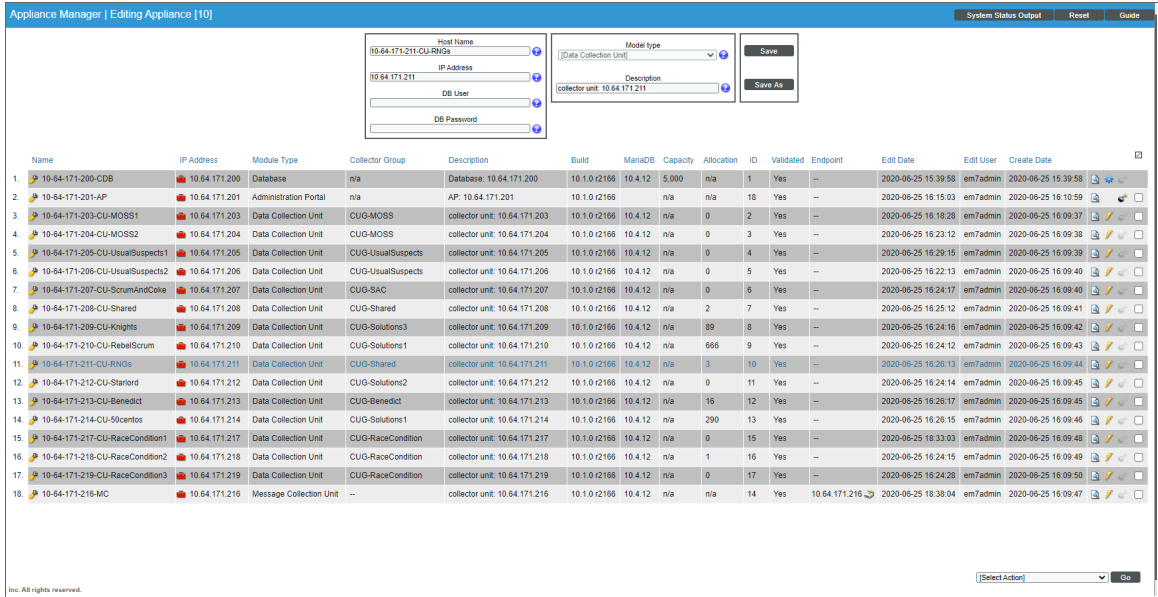 Appliance Manager | Editing Appliance [10] System Status Output Reset Guide
Host Name
10-64-171-211-CU-RNGs
IP Address
10.64.171.211
DB User
DB Password
Model type
[Data Collection Unit]
Description
collector unit: 10.64.171.211
Save
Save As
Name IP Address Module Type Collector Group Description Build MariaDB Capacity Allocation ID Validated Endpoint Edit Date Edit User Create Date
1. 10-64-171-200-CDB 10.64.171.200 Database n/a Database: 10.64.171.200 10.1.0 r2166 10.4.12 5,000 n/a 1 Yes -- 2020-06-25 15:39:58 em7admin 2020-06-25 15:39:58
2. 10-64-171-201-AP 10.64.171.201 Administration Portal n/a AP: 10.64.171.201 10.1.0 r2166 n/a n/a 18 Yes -- 2020-06-25 16:15:03 em7admin 2020-06-25 16:10:59
3. 10-64-171-203-CU-MOSS1 10.64.171.203 Data Collection Unit CUG-MOSS collector unit: 10.64.171.203 10.1.0 r2166 10.4.12 n/a 0 2 Yes -- 2020-06-25 16:18:28 em7admin 2020-06-25 16:09:37
4. 10-64-171-204-CU-MOSS2 10.64.171.204 Data Collection Unit CUG-MOSS collector unit: 10.64.171.204 10.1.0 r2166 10.4.12 n/a 0 3 Yes -- 2020-06-25 16:23:12 em7admin 2020-06-25 16:09:38
5. 10-64-171-205-CU-UsualSuspects1 10.64.171.205 Data Collection Unit CUG-UsualSuspects collector unit: 10.64.171.205 10.1.0 r2166 10.4.12 n/a 0 4 Yes -- 2020-06-25 16:29:15 em7admin 2020-06-25 16:09:39
6. 10-64-171-206-CU-UsualSuspects2 10.64.171.206 Data Collection Unit CUG-UsualSuspects collector unit: 10.64.171.206 10.1.0 r2166 10.4.12 n/a 0 5 Yes -- 2020-06-25 16:22:13 em7admin 2020-06-25 16:09:40
7. 10-64-171-207-CU-ScrumAndCoke 10.64.171.207 Data Collection Unit CUG-SAC collector unit: 10.64.171.207 10.1.0 r2166 10.4.12 n/a 0 6 Yes -- 2020-06-25 16:24:17 em7admin 2020-06-25 16:09:40
8. 10-64-171-208-CU-Shared 10.64.171.208 Data Collection Unit CUG-Shared collector unit: 10.64.171.208 10.1.0 r2166 10.4.12 n/a 2 7 Yes -- 2020-06-25 16:25:12 em7admin 2020-06-25 16:09:41
9. 10-64-171-209-CU-Knights 10.64.171.209 Data Collection Unit CUG-Solutions3 collector unit: 10.64.171.209 10.1.0 r2166 10.4.12 n/a 89 8 Yes -- 2020-06-25 16:24:16 em7admin 2020-06-25 16:09:42
10. 10-64-171-210-CU-RebelScrum 10.64.171.210 Data Collection Unit CUG-Solutions1 collector unit: 10.64.171.210 10.1.0 r2166 10.4.12 n/a 666 9 Yes -- 2020-06-25 16:24:12 em7admin 2020-06-25 16:09:43
11. 10-64-171-211-CU-RNGs 10.64.171.211 Data Collection Unit CUG-Shared collector unit: 10.64.171.211 10.1.0 r2166 10.4.12 n/a 3 10 Yes -- 2020-06-25 16:26:13 em7admin 2020-06-25 16:09:44
12. 10-64-171-212-CU-Starlord 10.64.171.212 Data Collection Unit CUG-Solutions2 collector unit: 10.64.171.212 10.1.0 r2166 10.4.12 n/a 0 11 Yes -- 2020-06-25 16:24:14 em7admin 2020-06-25 16:09:45
13. 10-64-171-213-CU-Benedict 10.64.171.213 Data Collection Unit CUG-Benedict collector unit: 10.64.171.213 10.1.0 r2166 10.4.12 n/a 16 12 Yes -- 2020-06-25 16:26:17 em7admin 2020-06-25 16:09:45
14. 10-64-171-214-CU-50centos 10.64.171.214 Data Collection Unit CUG-Solutions1 collector unit: 10.64.171.214 10.1.0 r2166 10.4.12 n/a 290 13 Yes -- 2020-06-25 16:26:15 em7admin 2020-06-25 16:09:46
15. 10-64-171-217-CU-RaceCondition1 10.64.171.217 Data Collection Unit CUG-RaceCondition collector unit: 10.64.171.217 10.1.0 r2166 10.4.12 n/a 0 15 Yes -- 2020-06-25 18:33:03 em7admin 2020-06-25 16:09:48
16. 10-64-171-218-CU-RaceCondition2 10.64.171.218 Data Collection Unit CUG-RaceCondition collector unit: 10.64.171.218 10.1.0 r2166 10.4.12 n/a 1 16 Yes -- 2020-06-25 16:24:15 em7admin 2020-06-25 16:09:49
17. 10-64-171-219-CU-RaceCondition3 10.64.171.219 Data Collection Unit CUG-RaceCondition collector unit: 10.64.171.219 10.1.0 r2166 10.4.12 n/a 0 17 Yes -- 2020-06-25 16:24:28 em7admin 2020-06-25 16:09:50
18. 10-64-171-216-MC 10.64.171.216 Message Collection Unit -- collector unit: 10.64.171.216 10.1.0 r2166 10.4.12 n/a n/a 14 Yes 10.64.171.216 2020-06-25 18:38:04 em7admin 2020-06-25 16:09:47
[Select Action] Go
Inc. All rights reserved.